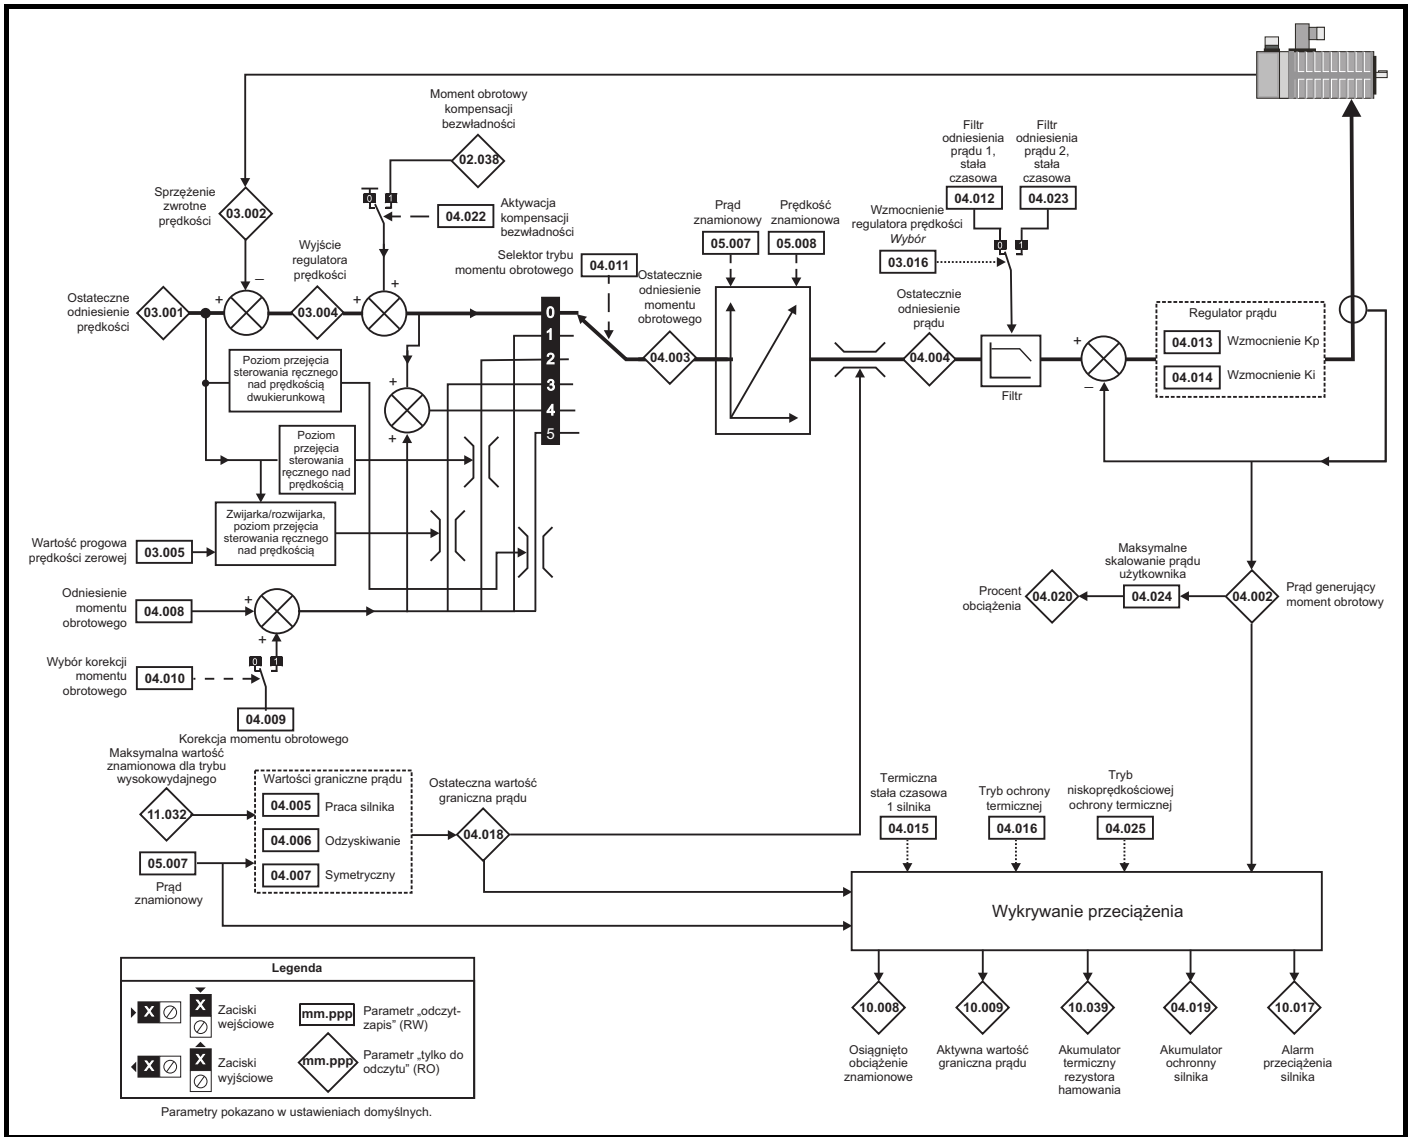 Moment obrotowy
kompensacji
bezwładności
02.038
Sprzężenie
zwrotne
prędkości
03.002
0
1
04.022
Aktywacja
kompensacji
bezwładności
Ostateczne
odniesienie
prędkości
03.001
+
–
Wyjście
regulatora
prędkości
03.004
+
+
Selektor trybu
momentu obrotowego
04.011
0
1
2
3
4
5
Ostatecznie
odniesienie
momentu
obrotowego
04.003
Prąd
znamionowy
05.007
Prędkość
znamionowa
05.008
Filtr
odniesienia
prądu 1,
stała
czasowa
04.012
Filtr
odniesienia
prądu 2,
stała
czasowa
04.023
Wzmocnienie
regulatora prędkości
Wybór
03.016
0
1
Ostatecznie
odniesienie
prądu
04.004
Filtr
+
–
Regulator prądu
04.013
Wzmocnienie Kp
04.014
Wzmocnienie Ki
Poziom przejęcia
sterowania ręcznego
nad prędkością
dwukierunkową
+
+
Poziom
przejęcia
sterowania
ręcznego nad
prędkością
Zwijarka/rozwijarka,
poziom przejęcia
sterowania ręcznego
nad prędkością
Wartość progowa
prędkości zerowej
03.005
Odniesienie
momentu
obrotowego
04.008
+
+
Wybór korekcji
momentu
obrotowego
04.010
0
1
04.009
Korekcja momentu obrotowego
Maksymalne
skalowanie prądu
użytkownika
Procent
obciążenia
04.020
04.024
04.002
Prąd generujący
moment obrotowy
Maksymalna wartość
znamionowa dla trybu
wysokowydajnego
11.032
05.007
Prąd
znamionowy
Wartości graniczne prądu
04.005
Praca silnika
04.006
Odzyskiwanie
04.007
Symetryczny
Ostateczna wartość
graniczna prądu
04.018
Termiczna
stała czasowa
1 silnika
04.015
Tryb ochrony
termicznej
04.016
Tryb
niskoprędkościowej
ochrony termicznej
04.025
Wykrywanie przeciążenia
10.008
Osiągnięto
obciążenie
znamionowe
10.009
Aktywna wartość
graniczna prądu
10.039
Akumulator
termiczny
rezystora
hamowania
04.019
Akumulator
ochronny
silnika
10.017
Alarm
przeciążenia
silnika
Legenda
X
X
Zaciski
wejściowe
mm.ppp
Parametr „odczyt-
zapis” (RW)
X
X
Zaciski
wyjściowe
mm.ppp
Parametr „tylko do
odczytu” (RO)
Parametry pokazano w ustawieniach domyślnych.